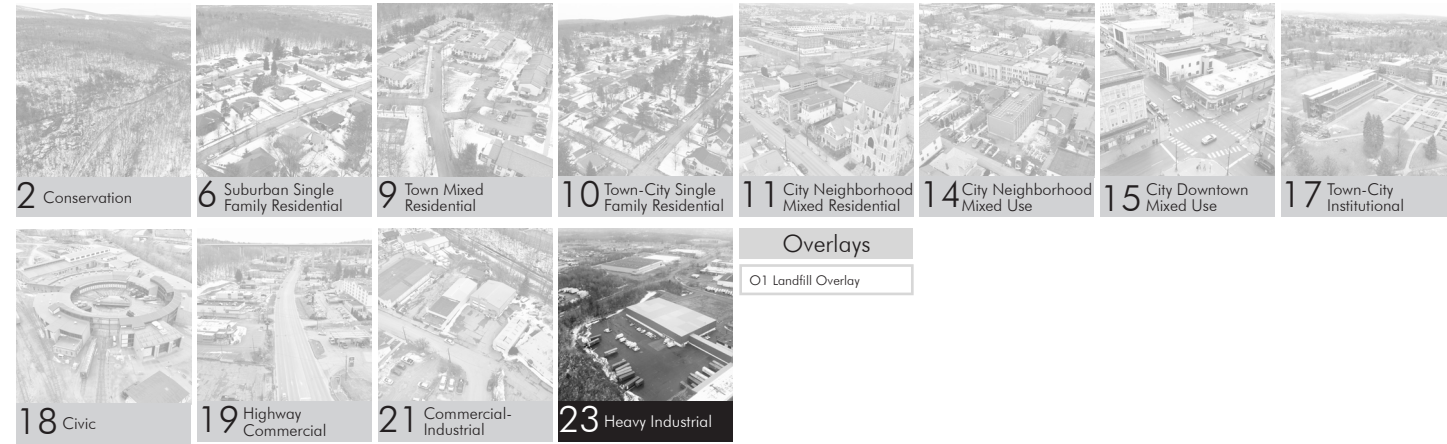 2 Conservation
6 Suburban Single
Family Residential
9 Town Mixed
Residential
10 Town-City Single
Family Residential
11 City Neighborhood
Mixed Residential
14 City Neighborhood
Mixed Use
15 City Downtown
Mixed Use
17 Town-City
Institutional
18 Civic
19 Highway
Commercial
21 Commercial-
Industrial
23 Heavy Industrial
Overlays
O1 Landfill Overlay